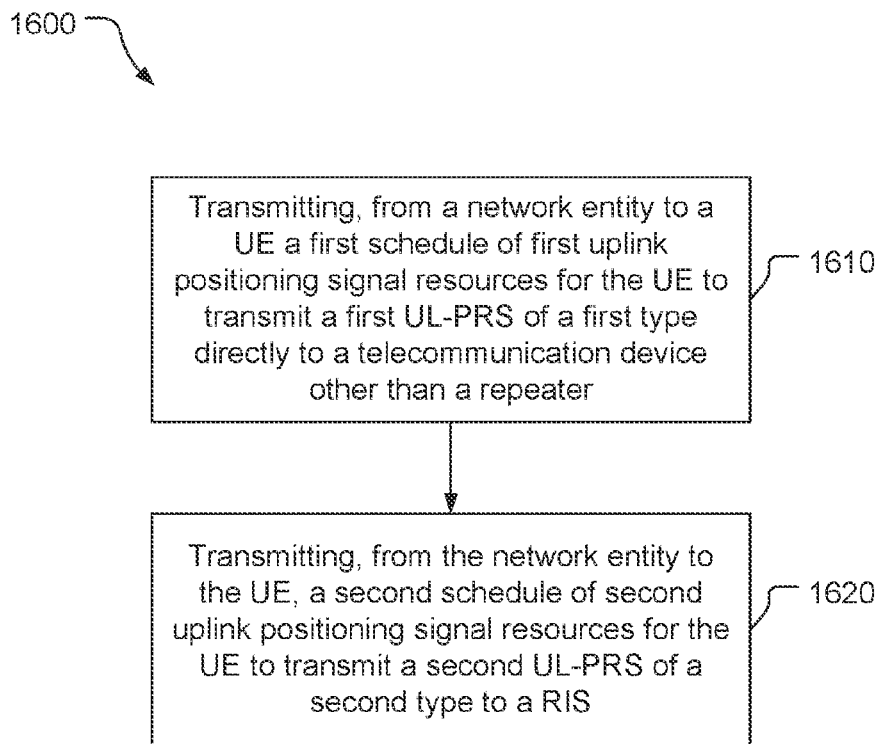 1600
Transmitting, from a network entity to a
UE a first schedule of first uplink
positioning signal resources for the UE to
transmit a first UL-PRS of a first type
directly to a telecommunication device
other than a repeater
1610
Transmitting, from the network entity to
the UE, a second schedule of second
uplink positioning signal resources for the
UE to transmit a second UL-PRS of a
second type to a RIS
1620